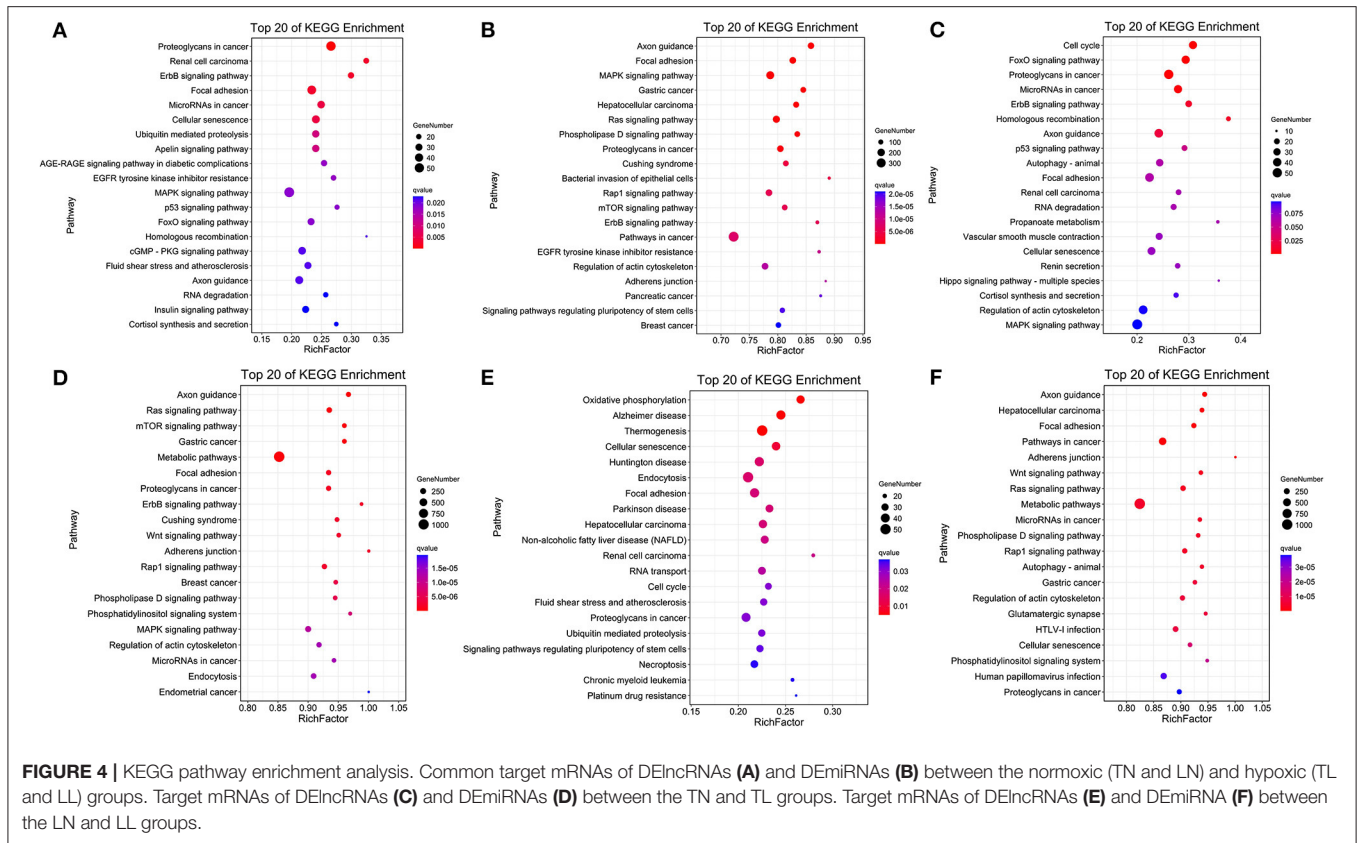 A
Top 20 of KEGG Enrichment
Proteoglycans in cancer
Renal cell carcinoma
ErbB signaling pathway
Focal adhesion
MicroRNAs in cancer
Cellular senescence
Ubiquitin mediated proteolysis
Apelin signaling pathway
AGE-RAGE signaling pathway in diabetic complications
EGFR tyrosine kinase inhibitor resistance
MAPK signaling pathway
p53 signaling pathway
FoxO signaling pathway
Homologous recombination
cGMP - PKG signaling pathway
Fluid shear stress and atherosclerosis
Axon guidance
RNA degradation
Insulin signaling pathway
Cortisol synthesis and secretion
Pathway
0.15 0.20 0.25 0.30 0.35
RichFactor
GeneNumber
20
30
40
50
qvalue
0.020
0.015
0.010
0.005
B
Top 20 of KEGG Enrichment
Axon guidance
Focal adhesion
MAPK signaling pathway
Gastric cancer
Hepatocellular carcinoma
Ras signaling pathway
Phospholipase D signaling pathway
Proteoglycans in cancer
Cushing syndrome
Bacterial invasion of epithelial cells
Rap1 signaling pathway
mTOR signaling pathway
ErbB signaling pathway
Pathways in cancer
EGFR tyrosine kinase inhibitor resistance
Regulation of actin cytoskeleton
Adherens junction
Pancreatic cancer
Signaling pathways regulating pluripotency of stem cells
Breast cancer
Pathway
0.70 0.75 0.80 0.85 0.90 0.95
RichFactor
GeneNumber
100
200
300
qvalue
2.0e-05
1.5e-05
1.0e-05
5.0e-06
C
Top 20 of KEGG Enrichment
Cell cycle
FoxO signaling pathway
Proteoglycans in cancer
MicroRNAs in cancer
ErbB signaling pathway
Homologous recombination
Axon guidance
p53 signaling pathway
Autophagy - animal
Focal adhesion
Renal cell carcinoma
RNA degradation
Propanoate metabolism
Vascular smooth muscle contraction
Cellular senescence
Renin secretion
Hippo signaling pathway - multiple species
Cortisol synthesis and secretion
Regulation of actin cytoskeleton
MAPK signaling pathway
Pathway
0.2 0.3 0.4
RichFactor
GeneNumber
10
20
30
40
50
qvalue
0.075
0.050
0.025
D
Top 20 of KEGG Enrichment
Axon guidance
Ras signaling pathway
mTOR signaling pathway
Gastric cancer
Metabolic pathways
Focal adhesion
Proteoglycans in cancer
ErbB signaling pathway
Cushing syndrome
Wnt signaling pathway
Adherens junction
Rap1 signaling pathway
Breast cancer
Phospholipase D signaling pathway
Phosphatidylinositol signaling system
MAPK signaling pathway
Regulation of actin cytoskeleton
MicroRNAs in cancer
Endocytosis
Endometrial cancer
Pathway
0.80 0.85 0.90 0.95 1.00 1.05
RichFactor
GeneNumber
250
500
750
1000
qvalue
1.5e-05
1.0e-05
5.0e-06
E
Top 20 of KEGG Enrichment
Oxidative phosphorylation
Alzheimer disease
Thermogenesis
Cellular senescence
Huntington disease
Endocytosis
Focal adhesion
Parkinson disease
Hepatocellular carcinoma
Non-alcoholic fatty liver disease (NAFLD)
Renal cell carcinoma
RNA transport
Cell cycle
Fluid shear stress and atherosclerosis
Proteoglycans in cancer
Ubiquitin mediated proteolysis
Signaling pathways regulating pluripotency of stem cells
Necroptosis
Chronic myeloid leukemia
Platinum drug resistance
Pathway
0.15 0.20 0.25 0.30
RichFactor
GeneNumber
20
30
40
50
qvalue
0.03
0.02
0.01
F
Top 20 of KEGG Enrichment
Axon guidance
Hepatocellular carcinoma
Focal adhesion
Pathways in cancer
Adherens junction
Wnt signaling pathway
Ras signaling pathway
Metabolic pathways
MicroRNAs in cancer
Phospholipase D signaling pathway
Rap1 signaling pathway
Autophagy - animal
Gastric cancer
Regulation of actin cytoskeleton
Glutamatergic synapse
HTLV-I infection
Cellular senescence
Phosphatidylinositol signaling system
Human papillomavirus infection
Proteoglycans in cancer
Pathway
0.80 0.85 0.90 0.95 1.00 1.05
RichFactor
GeneNumber
250
500
750
1000
qvalue
3e-05
2e-05
1e-05
FIGURE 4 | KEGG pathway enrichment analysis. Common target mRNAs of DElncRNAs (A) and DEmiRNAs (B) between the normoxic (TN and LN) and hypoxic (TL
and LL) groups. Target mRNAs of DElncRNAs (C) and DEmiRNAs (D) between the TN and TL groups. Target mRNAs of DElncRNAs (E) and DEmiRNA (F) between
the LN and LL groups.